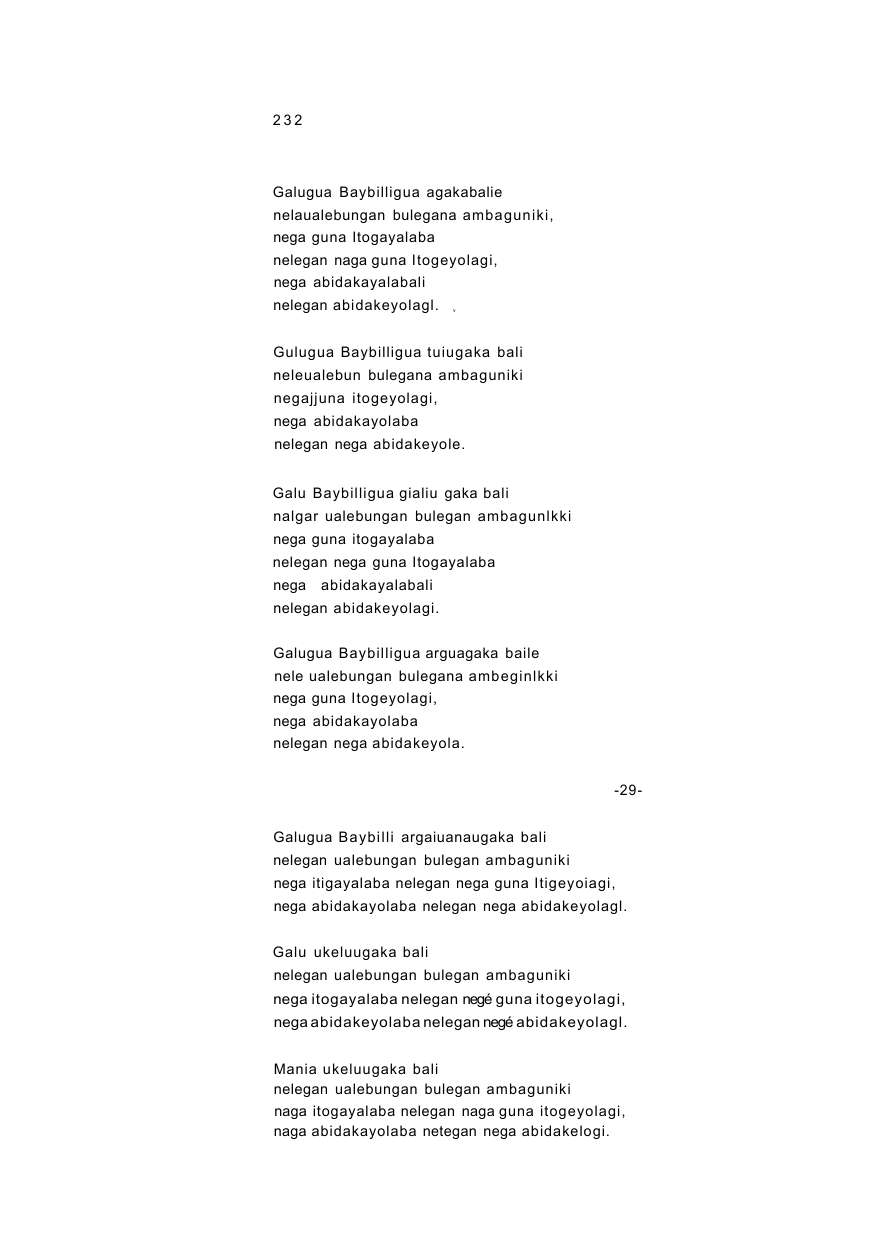 232
Galugua Baybilligua agakabalie
nelaualebungan bulegana ambaguniki,
nega guna Itogayalaba
nelegan naga guna Itogeyolagi,
nega abidakayalabali
nelegan abidakeyolagl.
Gulugua Baybilligua tuiugaka bali
neleualebun bulegana ambaguniki
negajjuna itogeyolagi,
nega abidakayolaba
nelegan nega abidakeyole.
Galu Baybilligua gialiu gaka bali
nalgar ualebungan bulegan ambagunlkki
nega guna itogayalaba
nelegan nega guna Itogayalaba
nega abidakayalabali
nelegan abidakeyolagi.
Galugua Baybilligua arguagaka baile
nele ualebungan bulegana ambeginlkki
nega guna Itogeyolagi,
nega abidakayolaba
nelegan nega abidakeyola.
-29-
Galugua Baybilli argaiuanaugaka bali
nelegan ualebungan bulegan ambaguniki
nega itigayalaba nelegan nega guna Itigeyoiagi,
nega abidakayolaba nelegan nega abidakeyolagl.
Galu ukeluugaka bali
nelegan ualebungan bulegan ambaguniki
nega itogayalaba nelegan negé guna itogeyolagi,
nega abidakeyolaba nelegan negé abidakeyolagl.
Mania ukeluugaka bali
nelegan ualebungan bulegan ambaguniki
naga itogayalaba nelegan naga guna itogeyolagi,
naga abidakayolaba netegan nega abidakelogi.